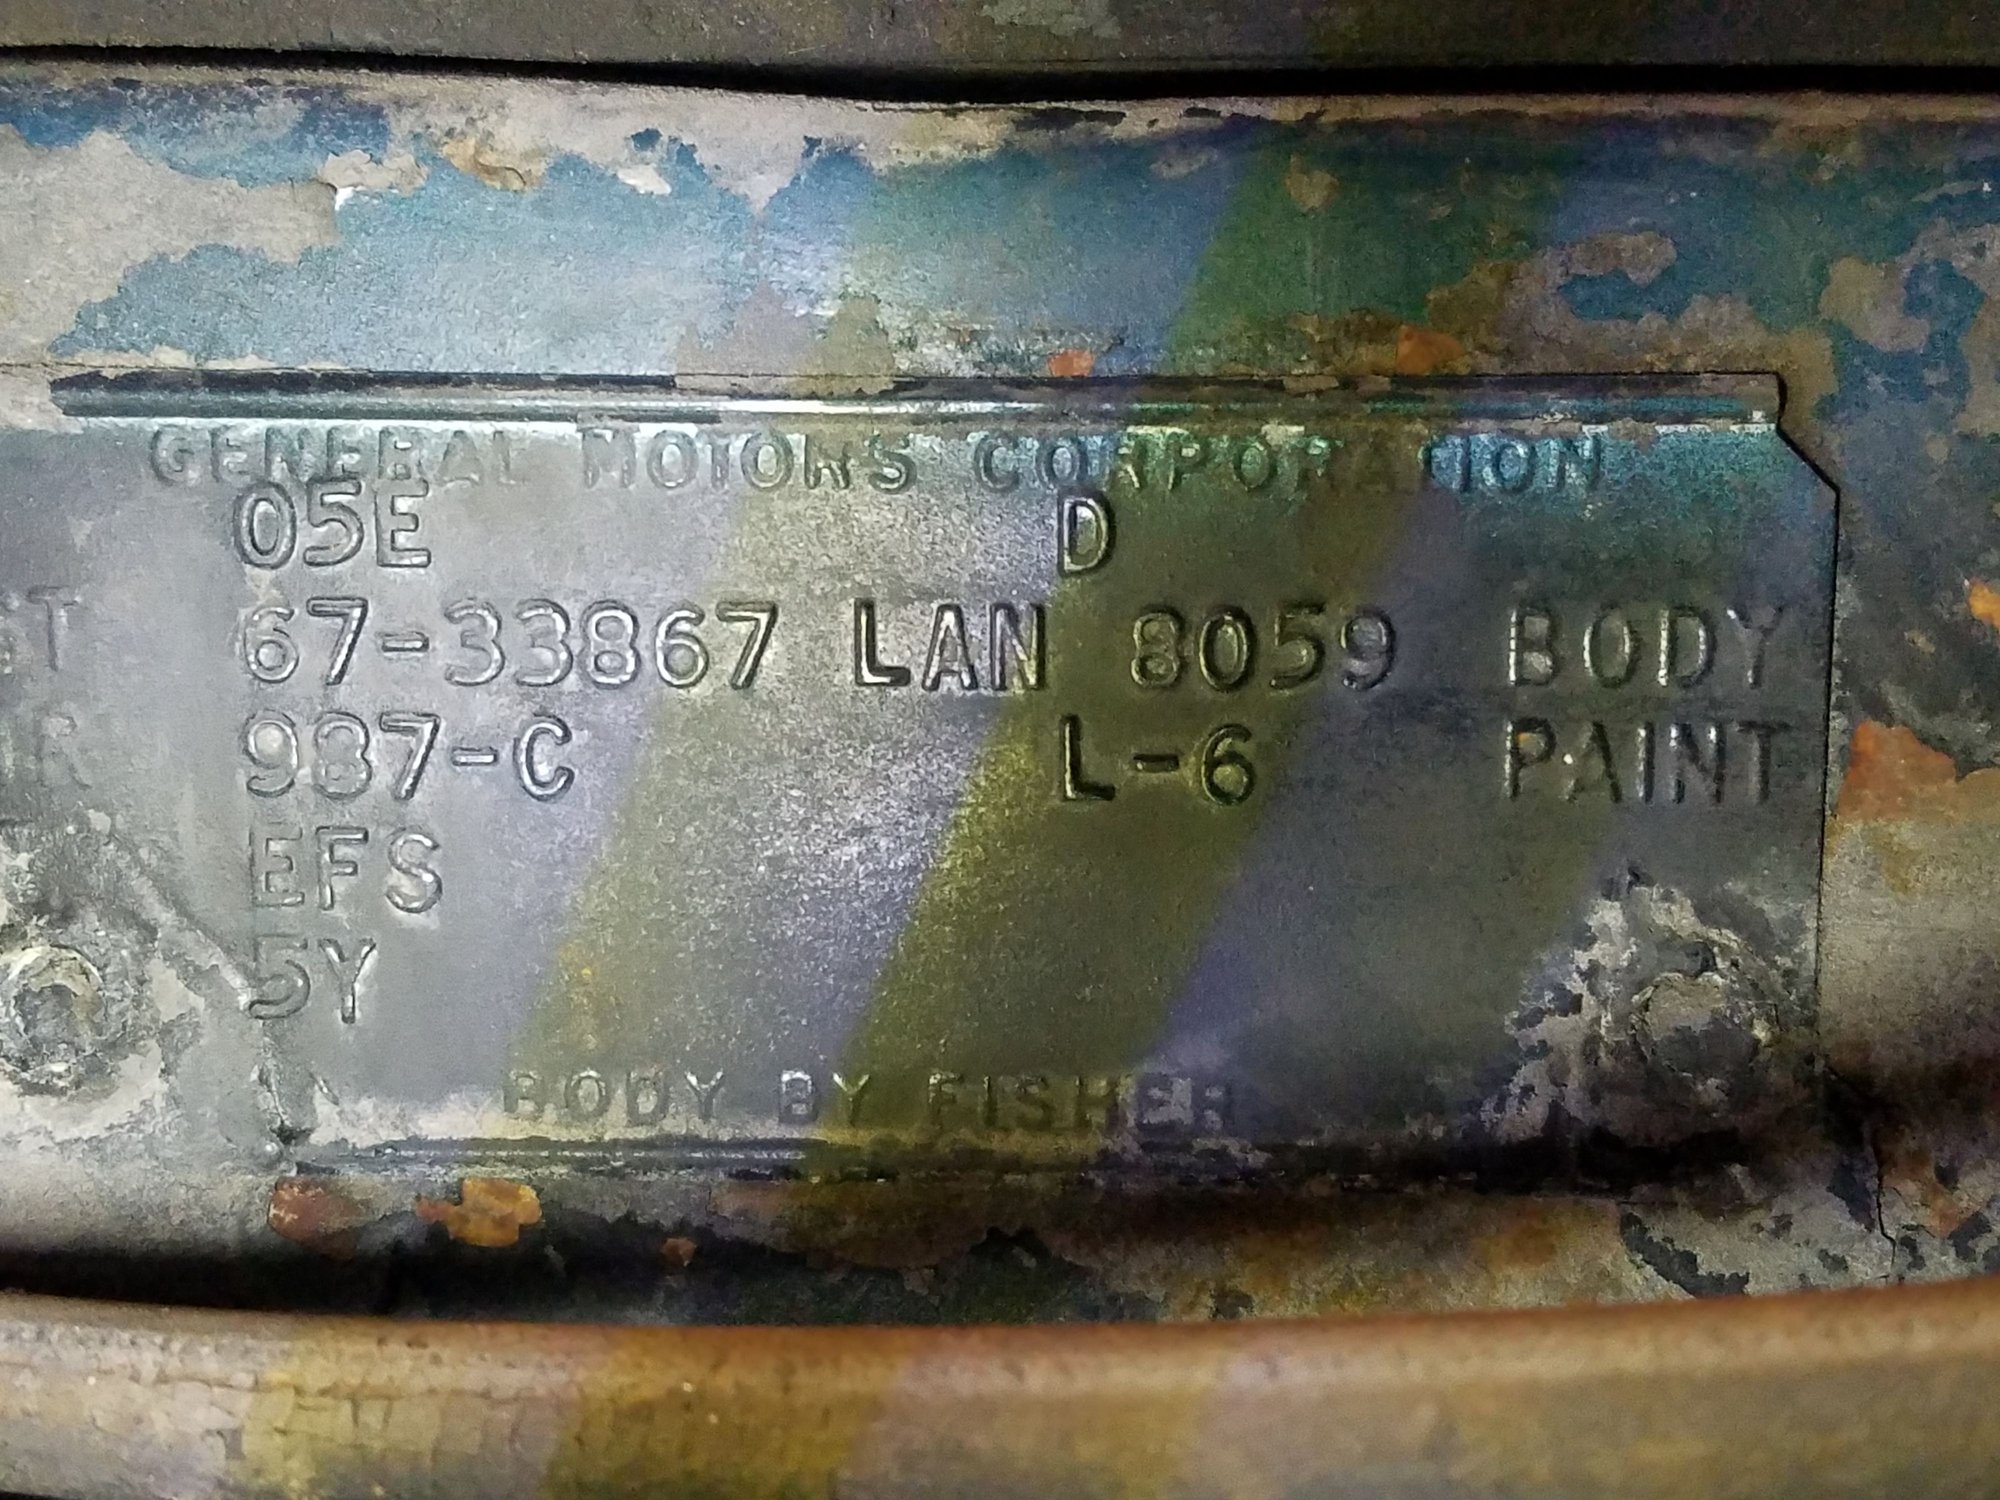 GENERAL MOTORS CORPORATION
05E D
T 67-33867 LAN 8059 BODY
R 987-C L-6 PAINT
EFS
5Y
BODY BY FISHER